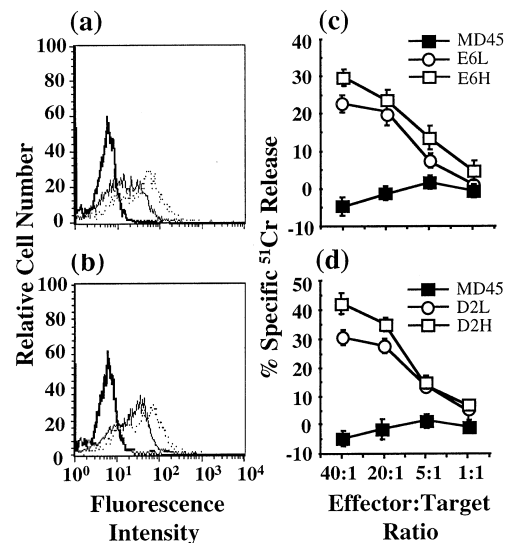 (a)
100
80
60
40
20
0
(b)
100
80
60
40
20
0
10⁰ 10¹ 10² 10³ 10⁴
Fluorescence
Intensity
Relative Cell Number
(c)
MD45
E6L
E6H
40
30
20
10
0
-10
(d)
MD45
D2L
D2H
50
40
30
20
10
0
-10
40:1 20:1 5:1 1:1
Effector:Target
Ratio
% Specific ⁵¹Cr Release